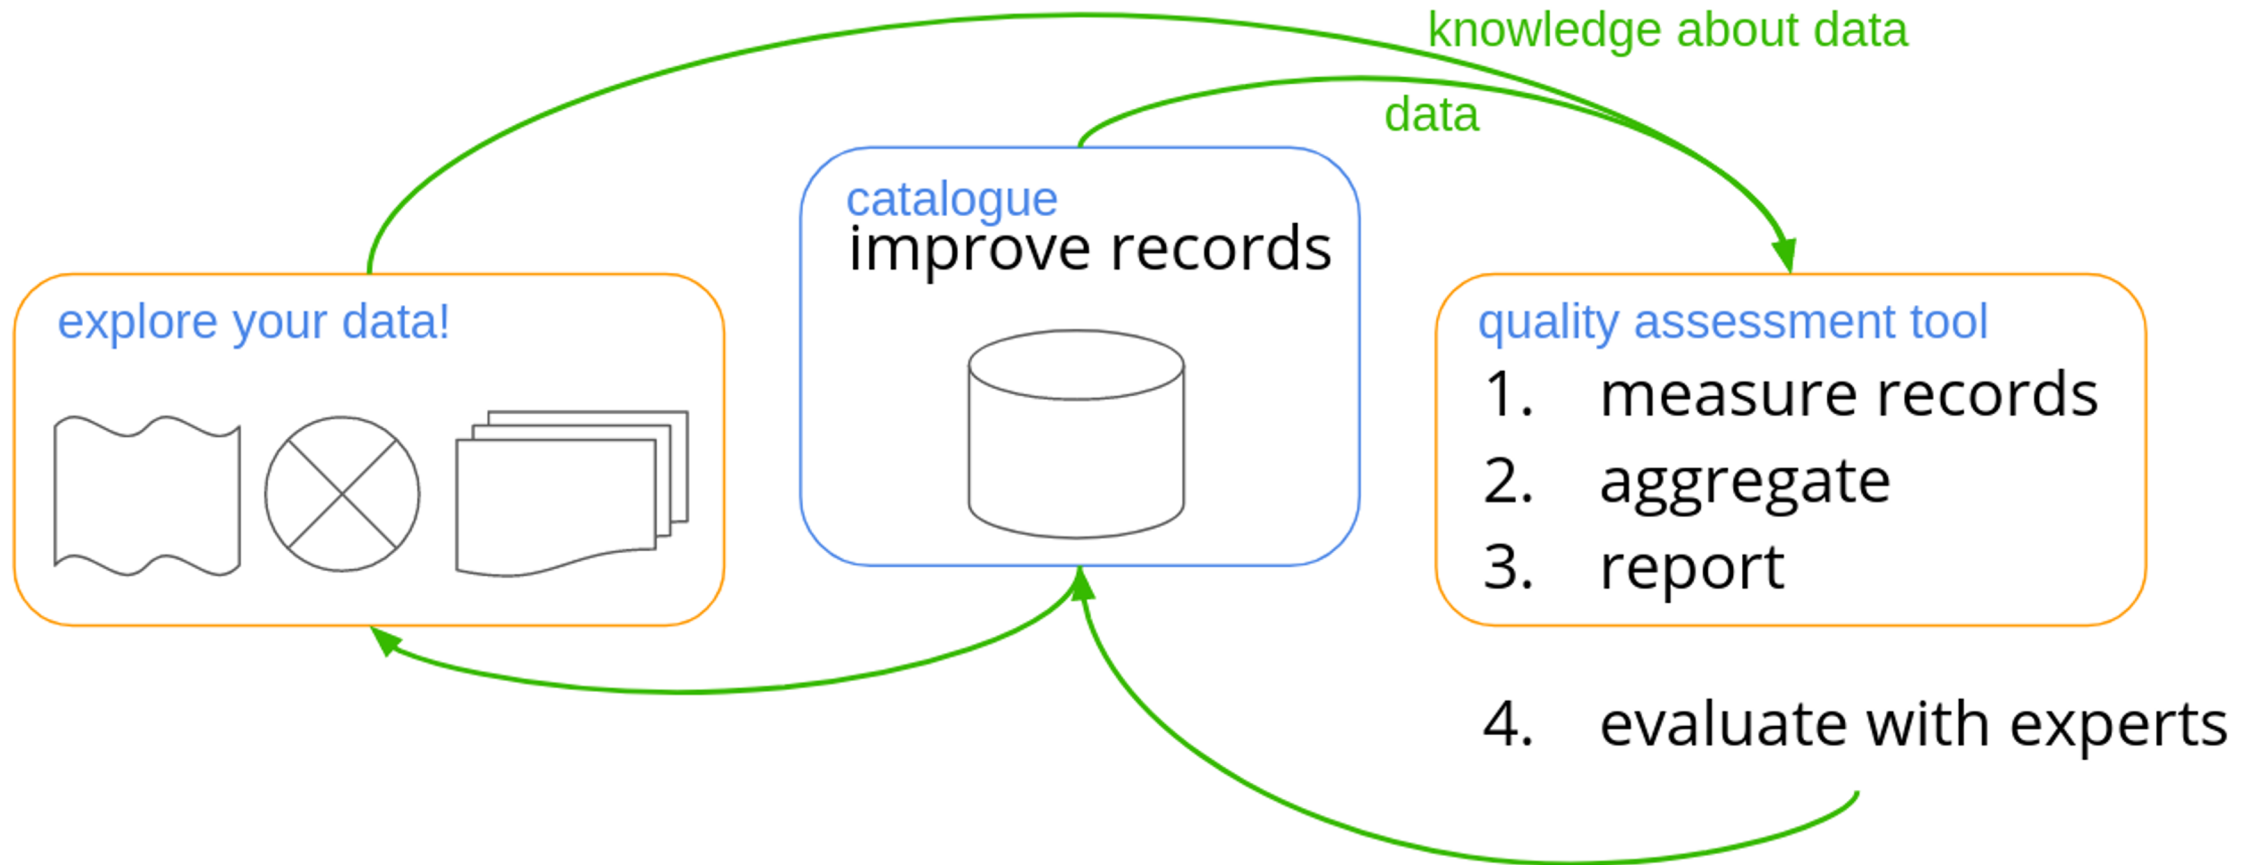 knowledge about data
data
catalogue
improve records
explore your data!
quality assessment tool
1. measure records
2. aggregate
3. report
4. evaluate with experts